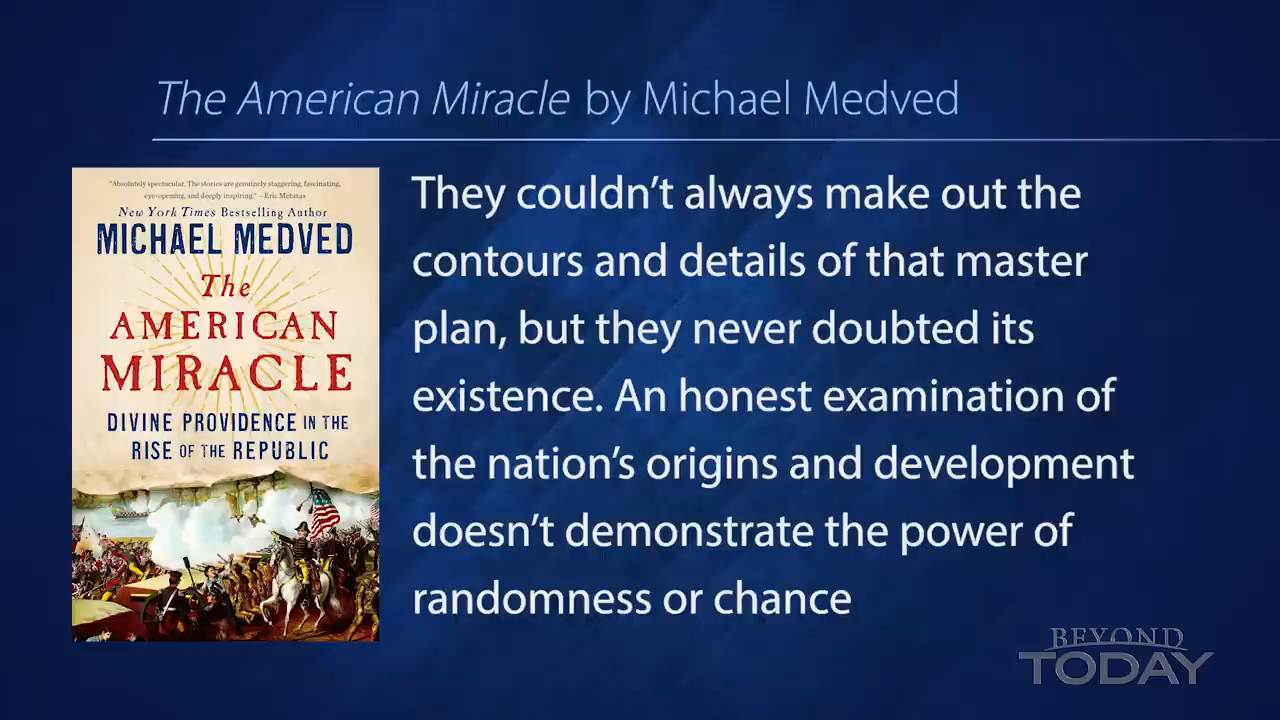 The American Miracle by Michael Medved
"Absolutely spectacular. The stories are genuinely staggering, fascinating,
eye-opening, and deeply inspiring." —Eric Metaxas
New York Times Bestselling Author
MICHAEL MEDVED
The
AMERICAN
MIRACLE
DIVINE PROVIDENCE IN THE
RISE OF THE REPUBLIC
They couldn't always make out the
contours and details of that master
plan, but they never doubted its
existence. An honest examination of
the nation's origins and development
doesn't demonstrate the power of
randomness or chance
BEYOND
TODAY